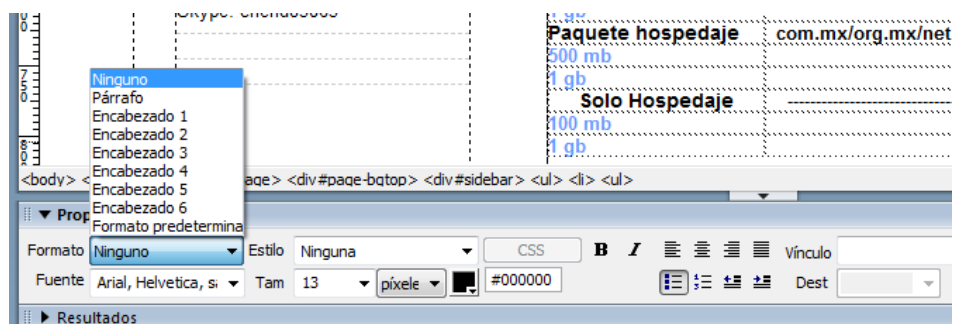 1 gb
Paquete hospedaje com.mx/org.mx/net
500 mb
1 gb
Solo Hospedaje ----------------------------
100 mb
1 gb
Ninguno
Párrafo
Encabezado 1
Encabezado 2
Encabezado 3
Encabezado 4
Encabezado 5
Encabezado 6
Formato predetermina
<body> <div#page-bgtop> <div#sidebar> <ul> <li> <ul>
Formato Ninguno Estilo Ninguna CSS B I Vínculo
Fuente Arial, Helvetica, Tam 13 píxele #000000 Dest
Resultados